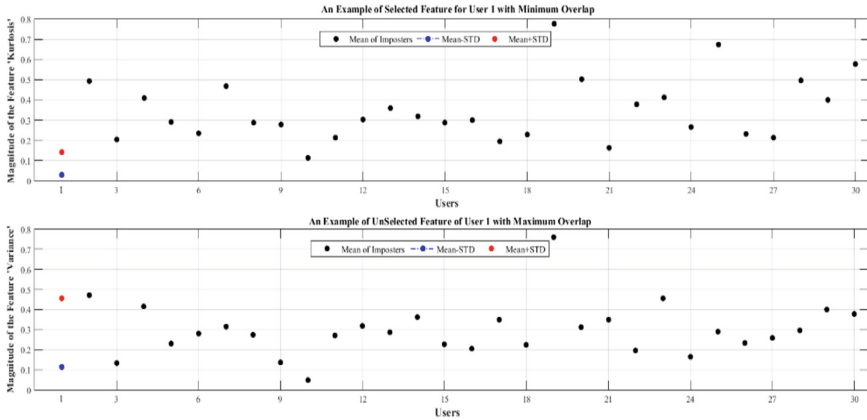 An Example of Selected Feature for User 1 with Minimum Overlap
Mean of Imposters Mean-STD Mean+STD
Magnitude of the Feature 'Kurtosis'
0.8
0.7
0.6
0.5
0.4
0.3
0.2
0.1
0
1 3 6 9 12 15 18 21 24 27 30
Users
An Example of UnSelected Feature of User 1 with Maximum Overlap
Mean of Imposters Mean-STD Mean+STD
Magnitude of the Feature 'Variance'
0.8
0.7
0.6
0.5
0.4
0.3
0.2
0.1
0
1 3 6 9 12 15 18 21 24 27 30
Users